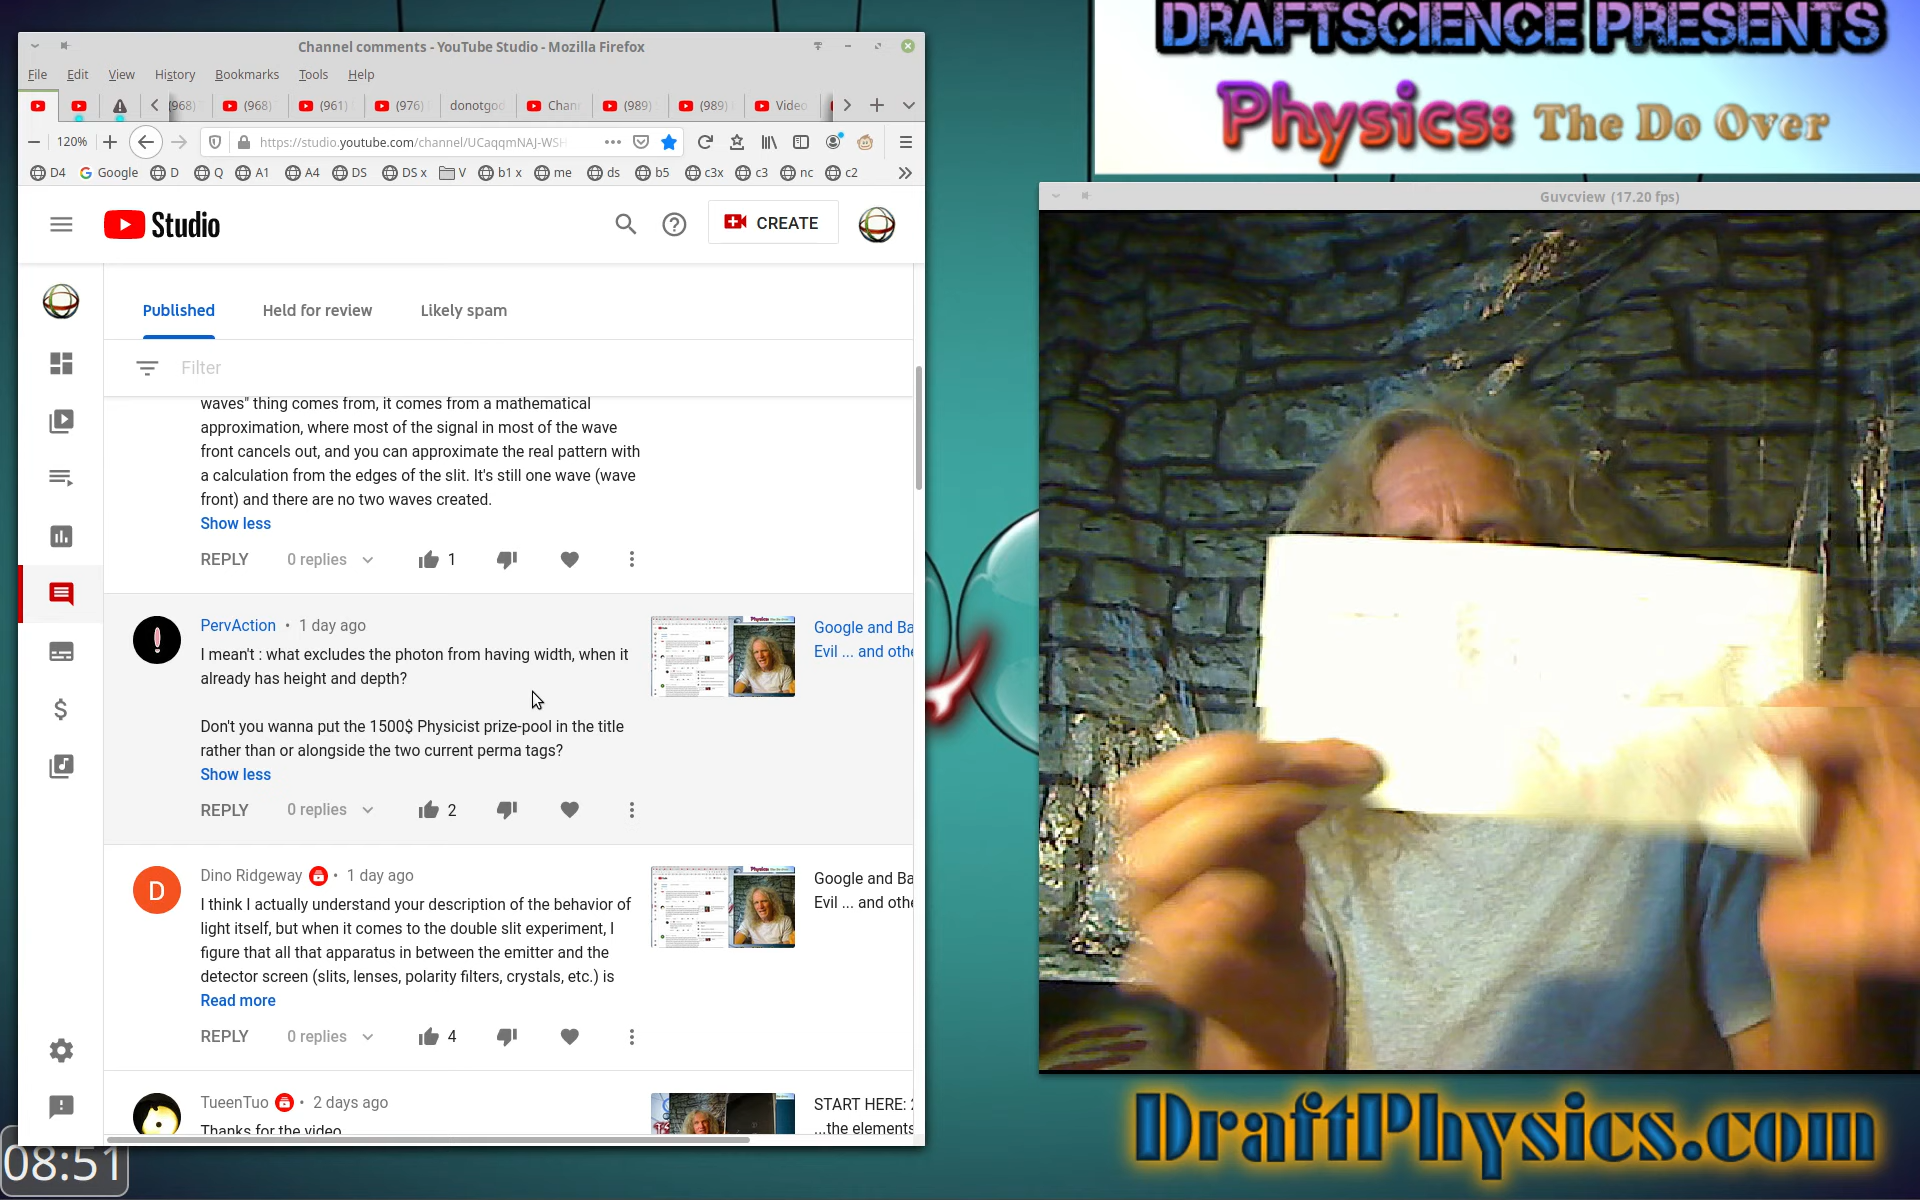 DRAFTSCIENCE PRESENTS
Physics: The Do Over
Channel comments - YouTube Studio - Mozilla Firefox
File Edit View History Bookmarks Tools Help
(968) (968) (961) (976) donotgod Chan (989) (989) Video
120% https://studio.youtube.com/channel/UCaqqmNAJ-WSH
D4 Google D Q A1 A4 DS DS x V b1 x me ds b5 c3x c3 nc c2
Guvcview (17.20 fps)
Studio
CREATE
Published Held for review Likely spam
Filter
waves" thing comes from, it comes from a mathematical
approximation, where most of the signal in most of the wave
front cancels out, and you can approximate the real pattern with
a calculation from the edges of the slit. It's still one wave (wave
front) and there are no two waves created.
Show less
REPLY 0 replies 1
PervAction • 1 day ago
I mean't : what excludes the photon from having width, when it
already has height and depth?
Don't you wanna put the 1500$ Physicist prize-pool in the title
rather than or alongside the two current perma tags?
Show less
Google and Ba
Evil ... and othe
REPLY 0 replies 2
D
Dino Ridgeway • 1 day ago
I think I actually understand your description of the behavior of
light itself, but when it comes to the double slit experiment, I
figure that all that apparatus in between the emitter and the
detector screen (slits, lenses, polarity filters, crystals, etc.) is
Read more
Google and Ba
Evil ... and othe
REPLY 0 replies 4
TueenTuo • 2 days ago
Thanks for the video
START HERE:
...the elements
08:51
DraftPhysics.com